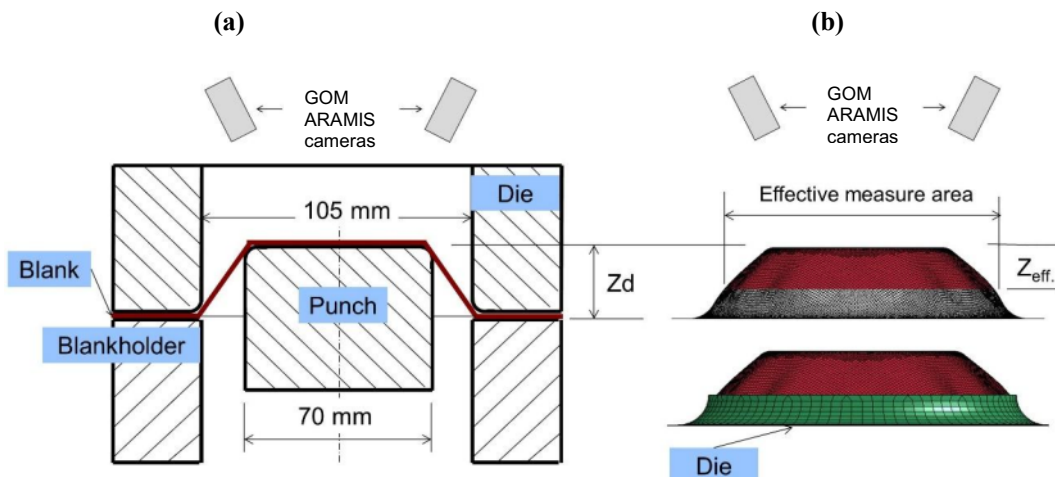 (a)
(b)
GOM
ARAMIS
cameras
GOM
ARAMIS
cameras
Die
105 mm
Effective measure area
Blank
Zd
Zeff.
Punch
Blankholder
70 mm
Die